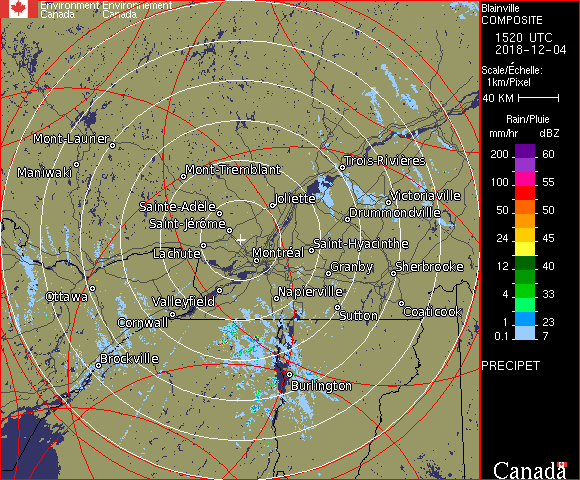 Environment Environnement
Canada Canada
Blainville
COMPOSITE
1520 UTC
2018-12-04
Scale/Échelle:
1km/Pixel
40 KM
Rain/Pluie
mm/hr dBZ
200 60
150 57
100 55
50 50
24 45
12 40
4 33
1 23
0.1 7
PRECIPET
Canada
Mont-Laurier
Maniwaki
Mont-Tremblant
Trois-Rivières
Joliette
Victoriaville
Sainte-Adèle
Drummondville
Saint-Jérôme
Saint-Hyacinthe
Lachute
Montréal
Granby
Sherbrooke
Ottawa
Napierville
Valleyfield
Coaticook
Sutton
Cornwall
Brockville
Burlington